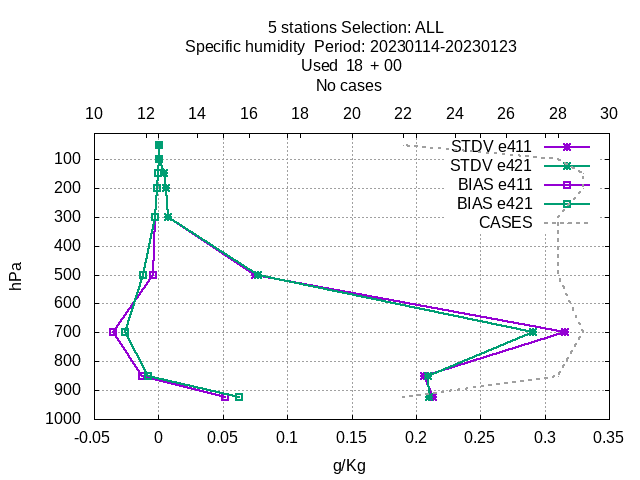 5 stations Selection: ALL
Specific humidity  Period: 20230114-20230123
Used  18  + 00
No cases
10 12 14 16 18 20 22 24 26 28 30
STDV e411
STDV e421
BIAS e411
BIAS e421
CASES
100
200
300
400
500
600
700
800
900
1000
hPa
-0.05 0 0.05 0.1 0.15 0.2 0.25 0.3 0.35
g/Kg